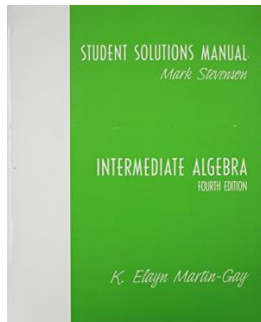 STUDENT SOLUTIONS MANUAL
Mark Stevenson
INTERMEDIATE ALGEBRA
FOURTH EDITION
K. Elayn Martin-Gay